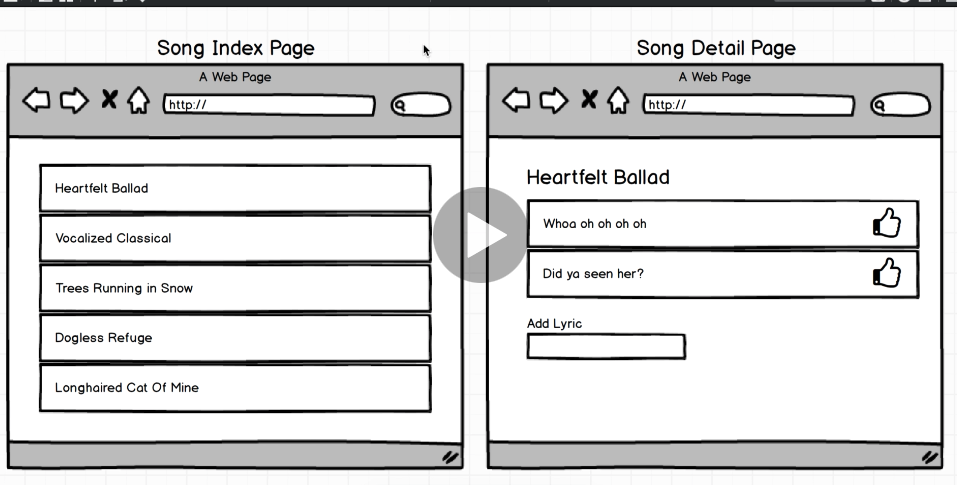 Song Index Page
A Web Page
http://
Heartfelt Ballad
Vocalized Classical
Trees Running in Snow
Dogless Refuge
Longhaired Cat Of Mine
Song Detail Page
A Web Page
http://
Heartfelt Ballad
Whoa oh oh oh oh
Did ya seen her?
Add Lyric